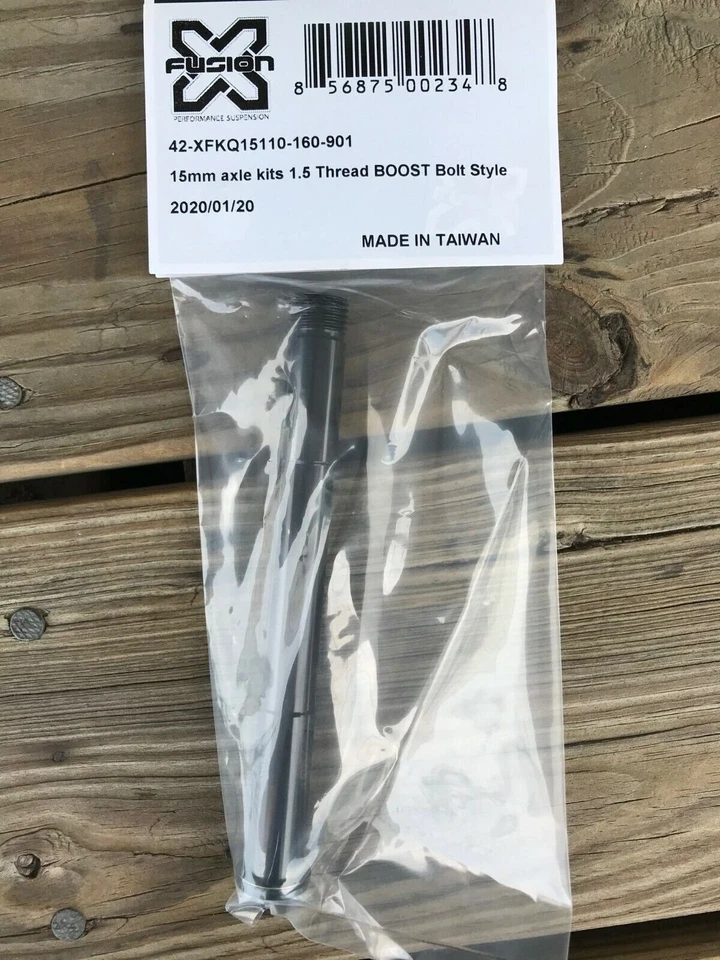 X
FUSION
PERFORMANCE SUSPENSION
8 56875 00234 8
42-XFKQ15110-160-901
15mm axle kits 1.5 Thread BOOST Bolt Style
2020/01/20
MADE IN TAIWAN